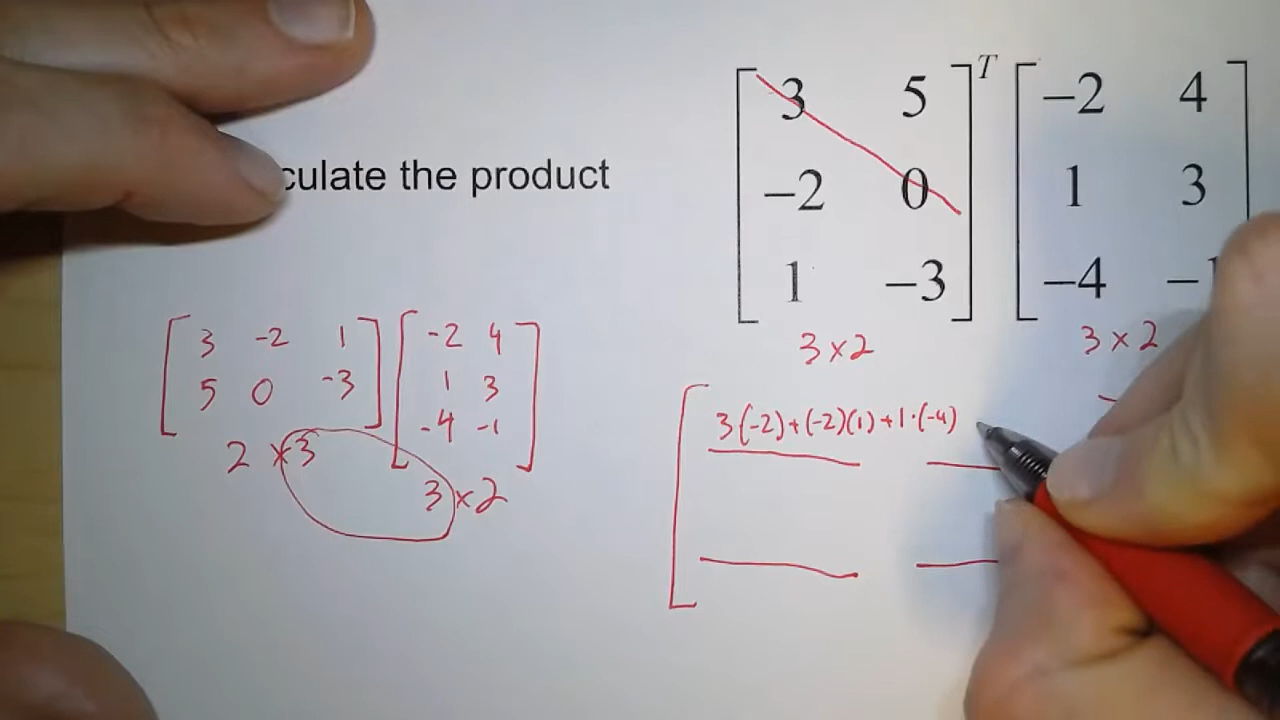 culate the product
3 5 T -2 4
-2 0 1 3
1 -3 -4 -1
3 x 2 3 x 2
3 -2 1 -2 4
5 0 -3 1 3
-4 -1
2 x 3
3 x 2
3(-2)+(-2)(1)+1·(-4)